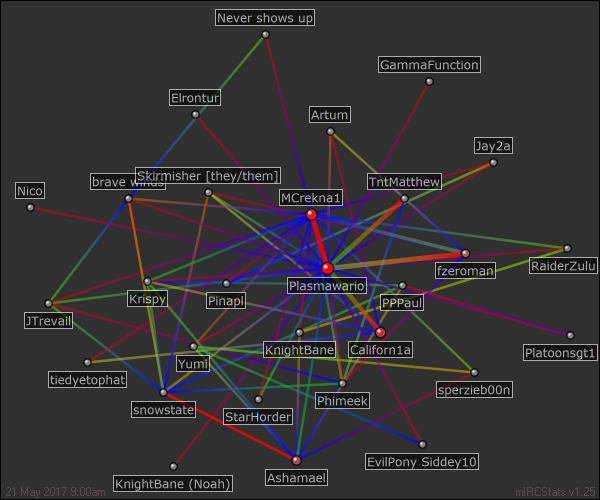 Never shows up
GammaFunction
Elrontur
Artum
Jay2a
Skirmisher [they/them]
brave winds
TntMatthew
Nico
MCrekna1
fzeroman
RaiderZulu
Plasmawario
Krispy
Pinapl
PPPaul
JTrevail
KnightBane
Californ1a
Platoonsgt1
Yumi
tiedyetophat
sperzieb00n
Phimeek
snowstate
StarHorder
EvilPony Siddey10
Ashamael
KnightBane (Noah)
21 May 2017 9:00am
mIRCStats v1.25